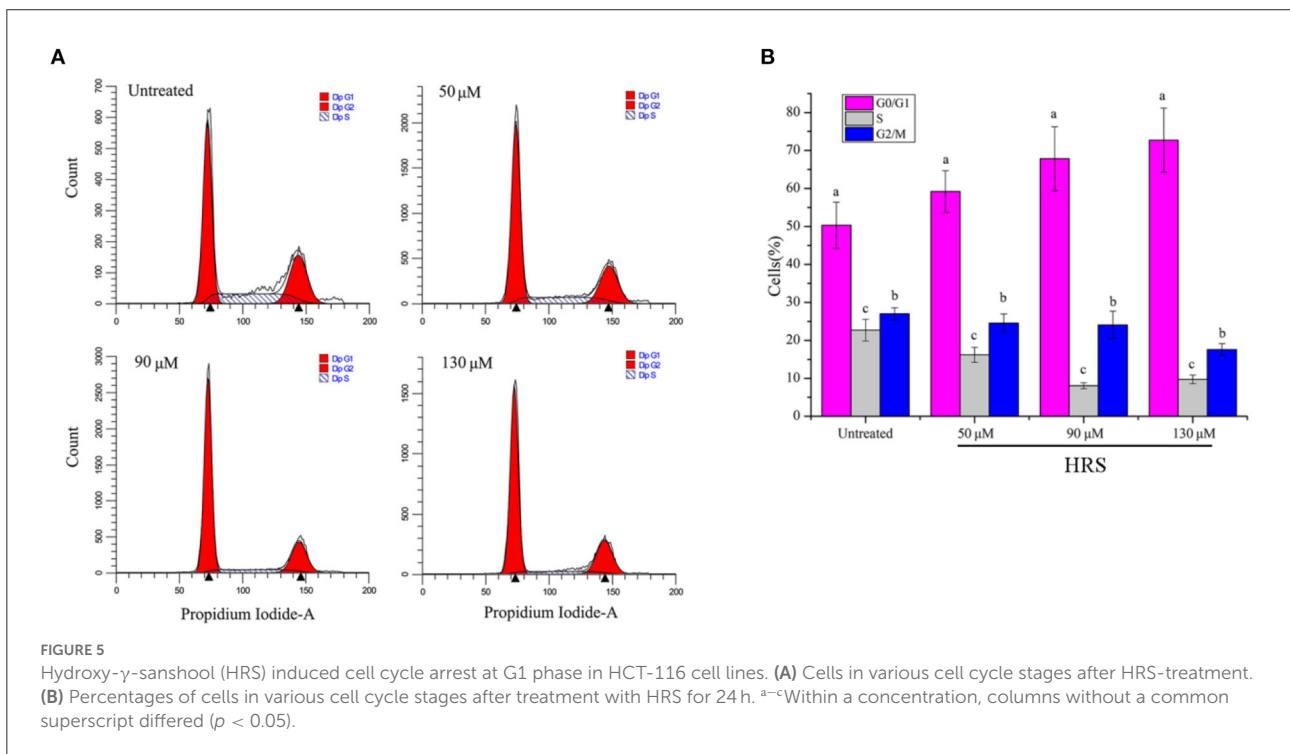 A
Untreated
Dp G1
Dp G2
Dp S
Count
700
600
500
400
300
200
100
0
0 50 100 150 200
50 µM
Dp G1
Dp G2
Dp S
2000
1500
1000
500
0
0 50 100 150 200
90 µM
Dp G1
Dp G2
Dp S
Count
3000
2500
2000
1500
1000
500
0
0 50 100 150 200
Propidium Iodide-A
130 µM
Dp G1
Dp G2
Dp S
1500
1000
500
0
0 50 100 150 200
Propidium Iodide-A
B
G0/G1
S
G2/M
Cells(%)
80
70
60
50
40
30
20
10
0
a c b
a c b
a c b
a c b
Untreated 50 µM 90 µM 130 µM
HRS
FIGURE 5
Hydroxy-γ-sanshool (HRS) induced cell cycle arrest at G1 phase in HCT-116 cell lines. (A) Cells in various cell cycle stages after HRS-treatment.
(B) Percentages of cells in various cell cycle stages after treatment with HRS for 24 h. a–cWithin a concentration, columns without a common
superscript differed (p < 0.05).